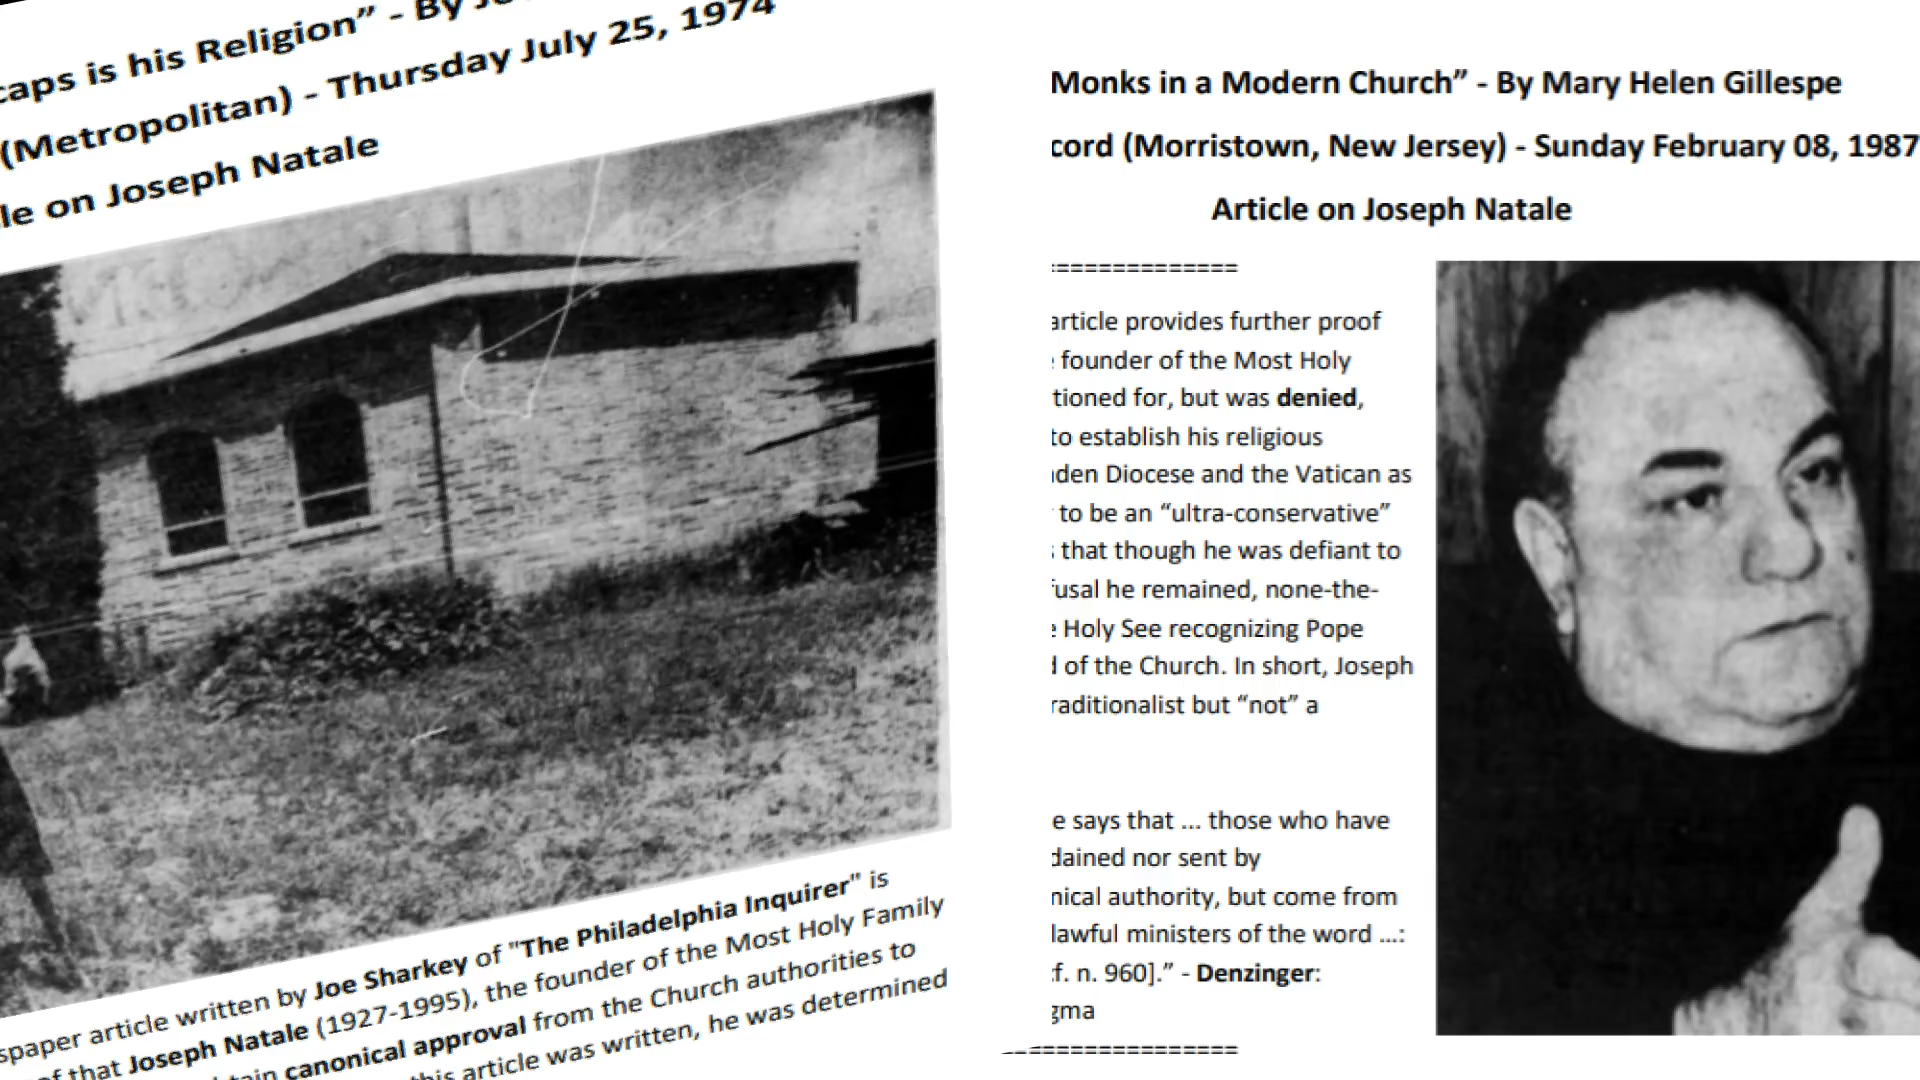 caps is his Religion” - By
(Metropolitan) - Thursday July 25, 1974
le on Joseph Natale
spaper article written by Joe Sharkey of "The Philadelphia Inquirer" is
of that Joseph Natale (1927-1995), the founder of the Most Holy Family
tain canonical approval from the Church authorities to
this article was written, he was determined
Monks in a Modern Church” - By Mary Helen Gillespe
cord (Morristown, New Jersey) - Sunday February 08, 1987
Article on Joseph Natale
==============
article provides further proof
founder of the Most Holy
tioned for, but was denied,
to establish his religious
den Diocese and the Vatican as
to be an “ultra-conservative”
that though he was defiant to
fusal he remained, none-the-
Holy See recognizing Pope
d of the Church. In short, Joseph
raditionalist but “not” a
e says that ... those who have
dained nor sent by
nical authority, but come from
lawful ministers of the word ...:
cf. n. 960].” - Denzinger:
gma
================